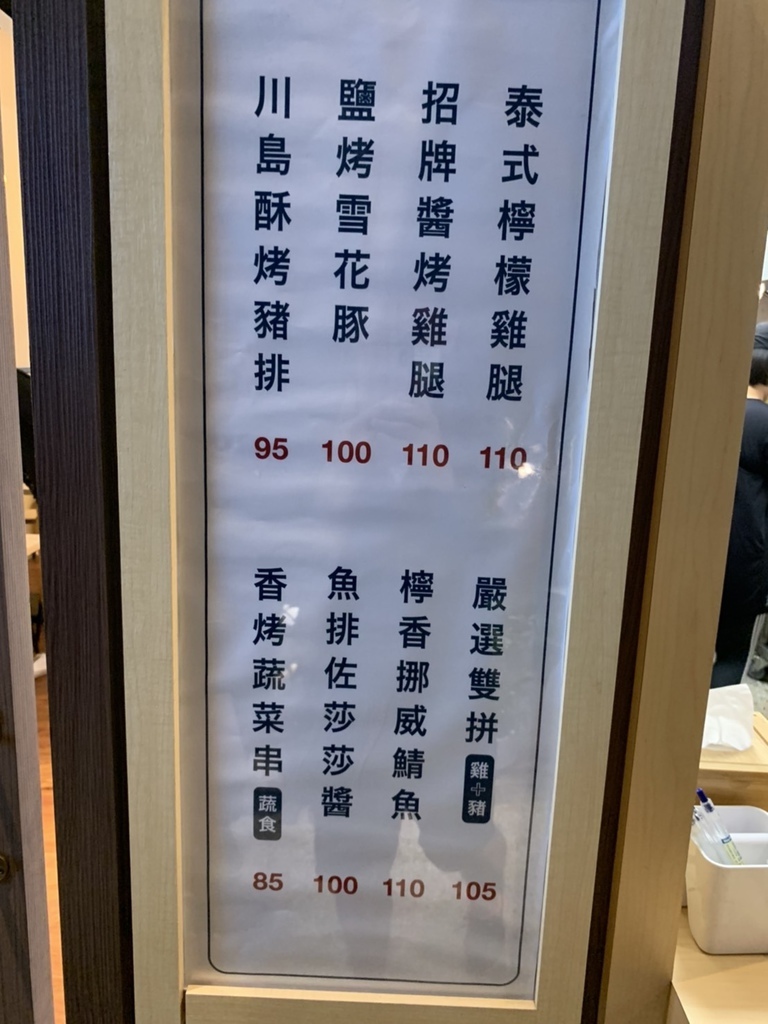 泰式檸檬雞腿
110
招牌醬烤雞腿
110
鹽烤雪花豚
100
川島酥烤豬排
95
嚴選雙拼
雞+豬
105
檸香挪威鯖魚
110
魚排佐莎莎醬
100
香烤蔬菜串
蔬食
85